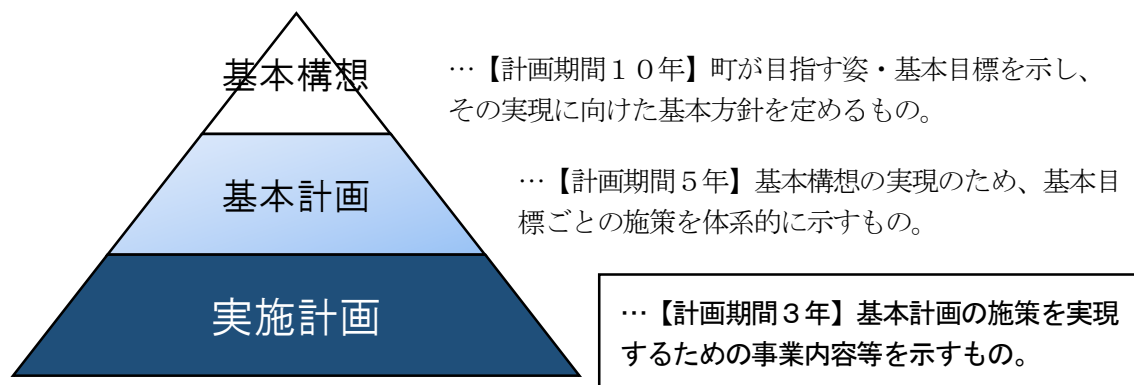 基本構想
…【計画期間１０年】町が目指す姿・基本目標を示し、
その実現に向けた基本方針を定めるもの。
基本計画
…【計画期間５年】基本構想の実現のため、基本目
標ごとの施策を体系的に示すもの。
実施計画
…【計画期間３年】基本計画の施策を実現
するための事業内容等を示すもの。